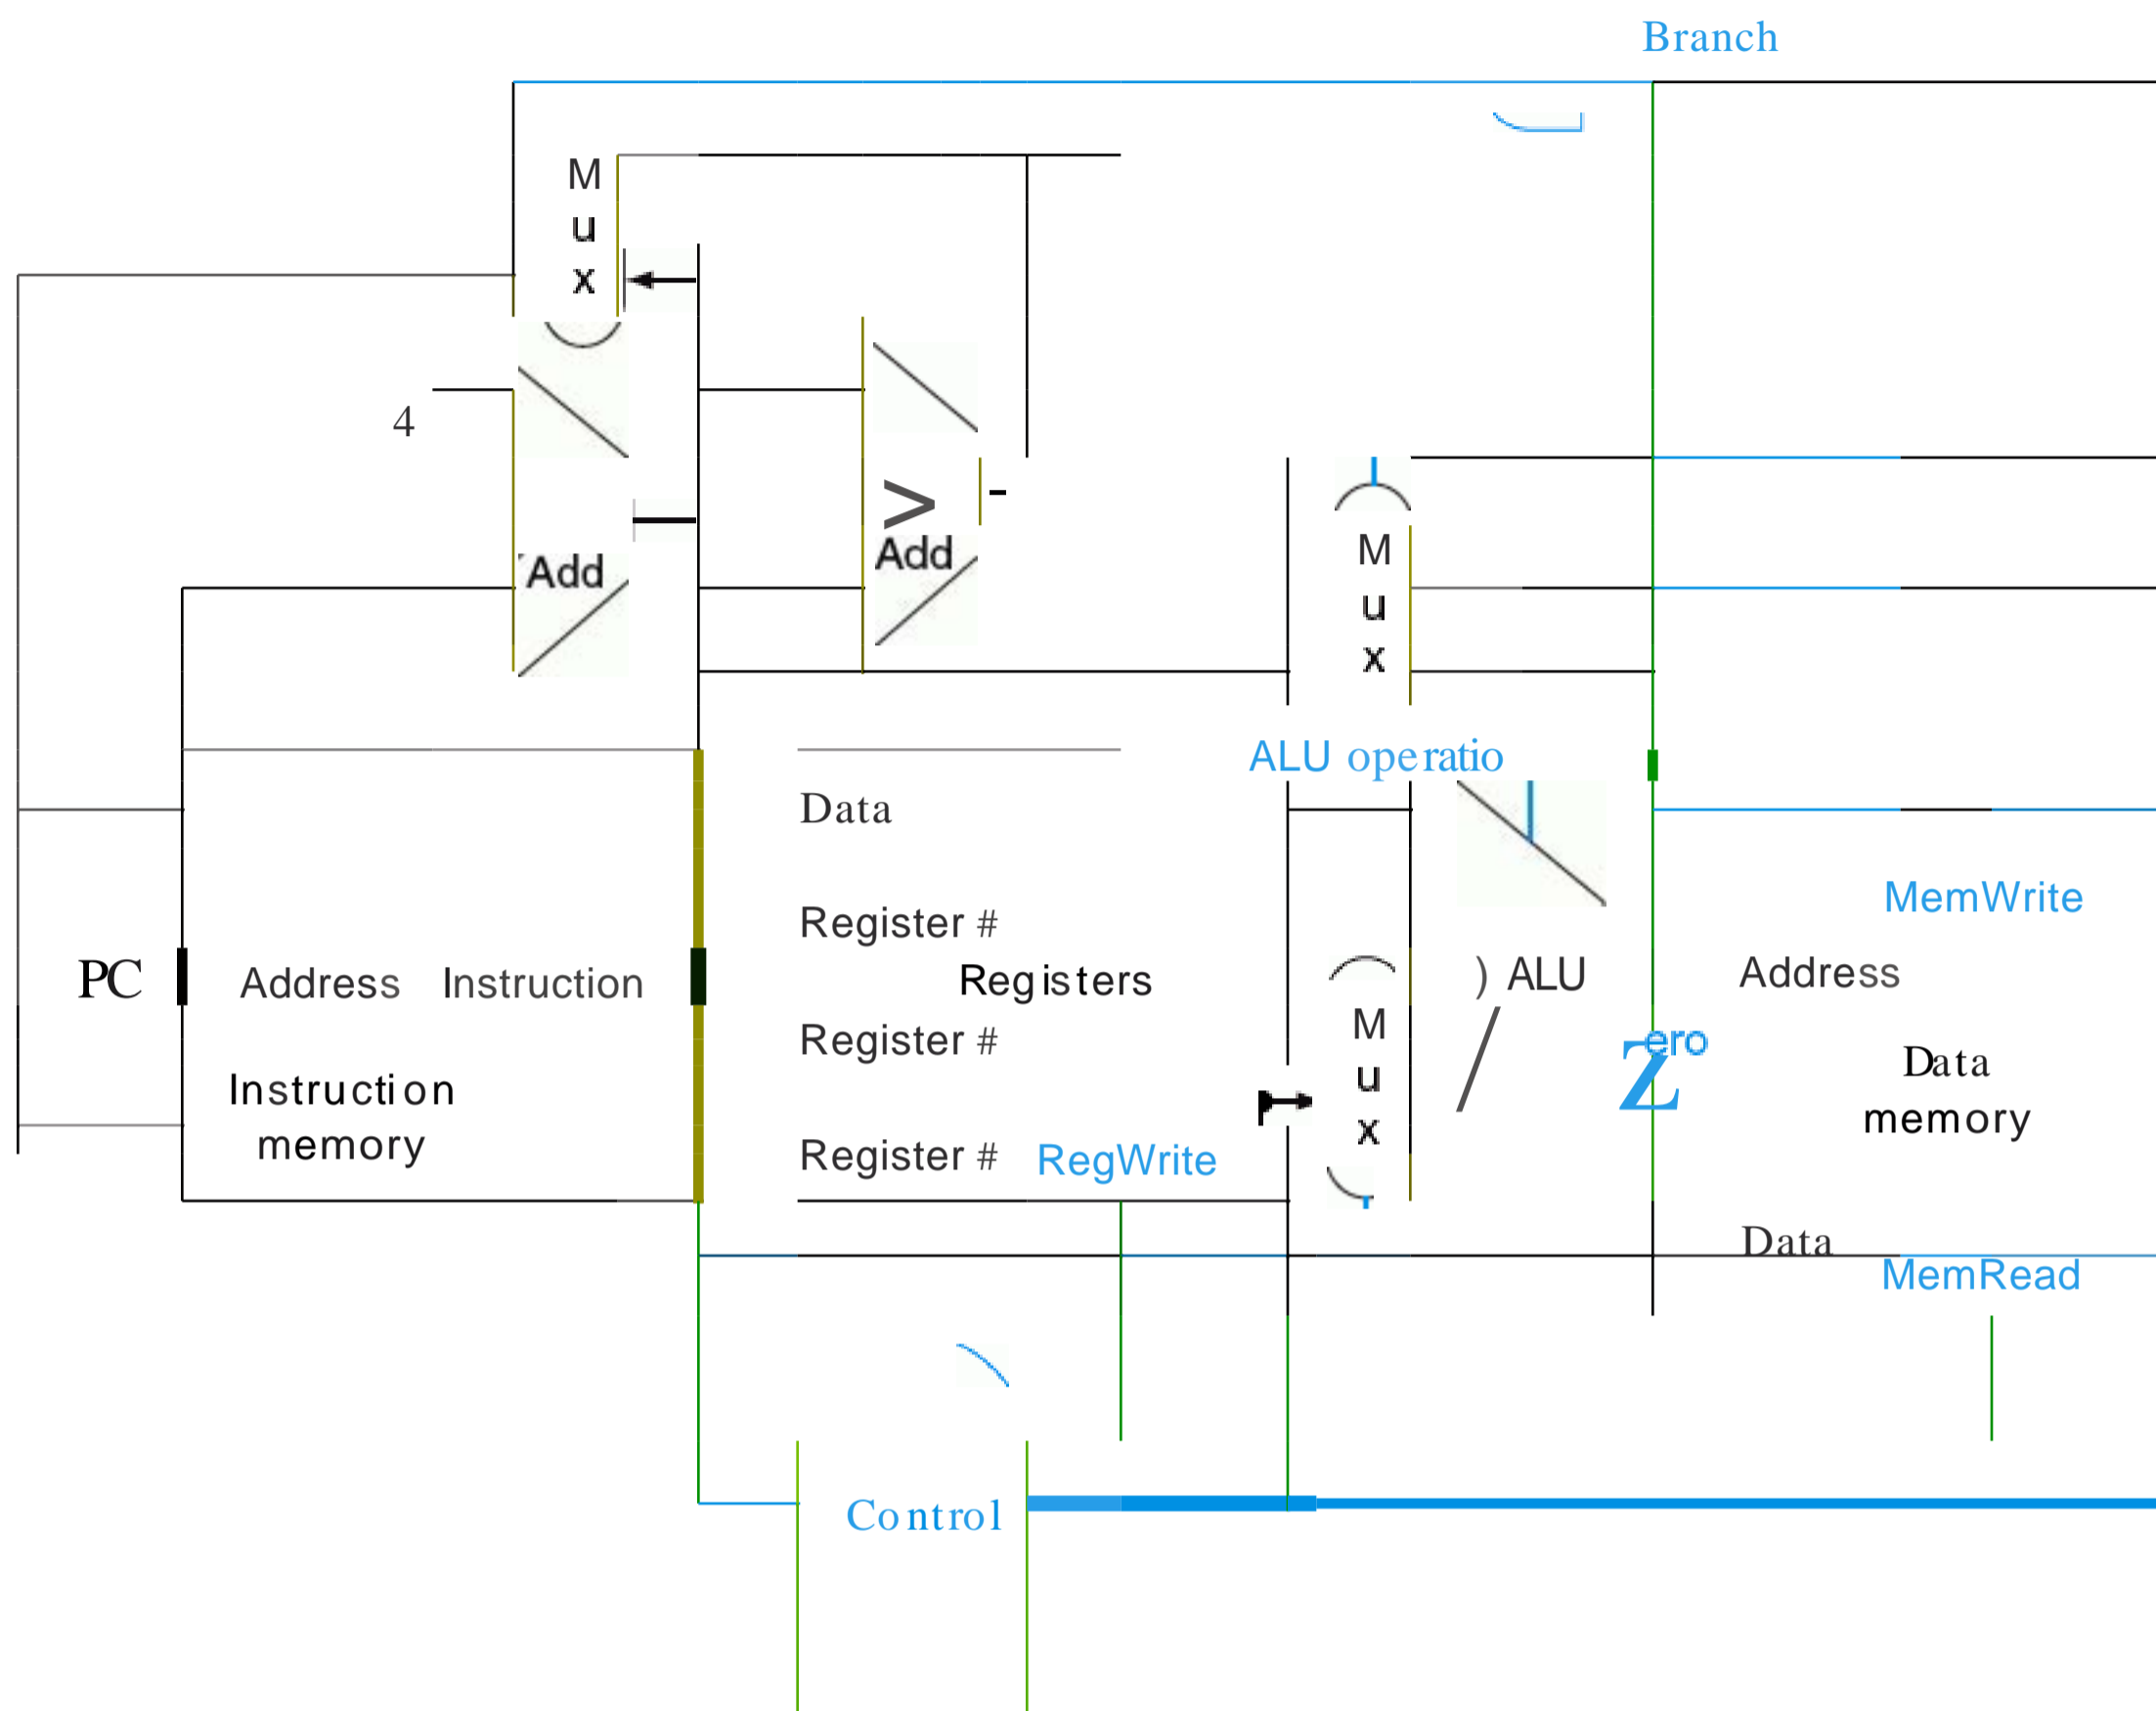 Branch
M
u
x
4
Add
>
Add
M
u
x
ALU operatio
Data
MemWrite
Register #
PC
Address Instruction
Registers
) ALU
Address
M
u
x
Register #
Zero
Data
memory
Instruction
memory
Register #
RegWrite
Data
MemRead
Control